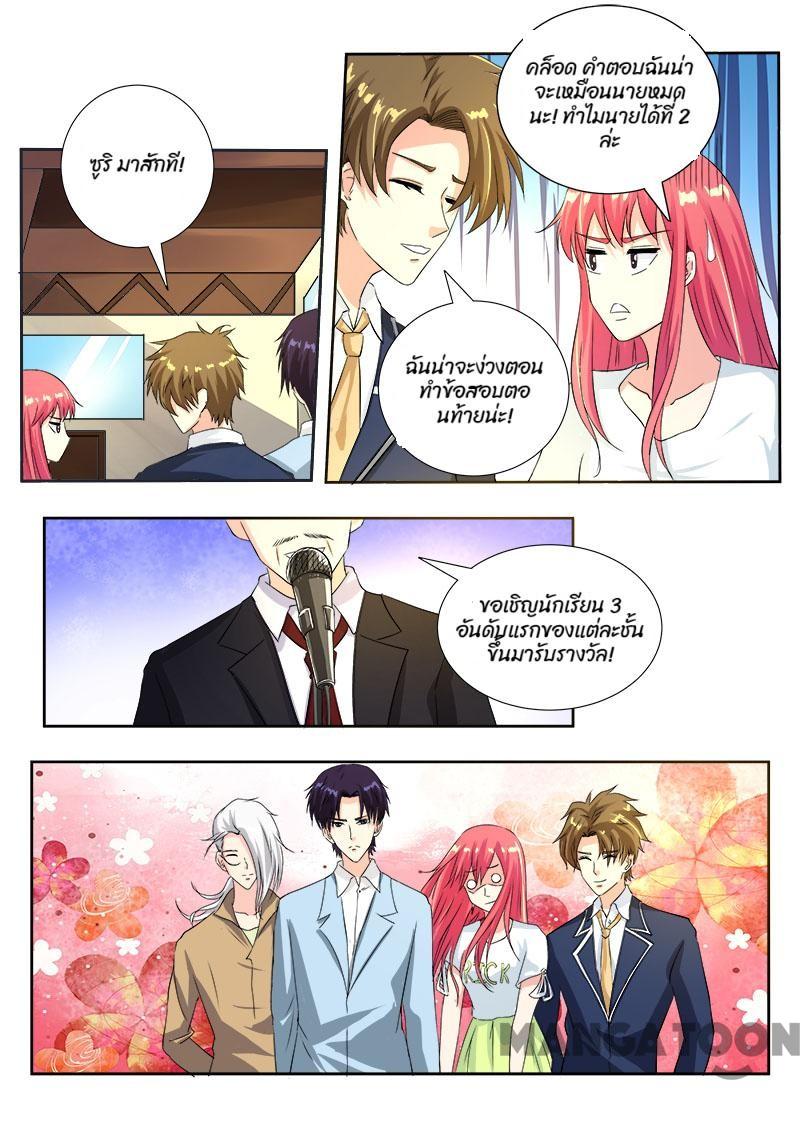 ซูริ มาสักที!
คล็อด คำตอบฉันน่า
จะเหมือนนายหมด
นะ! ทำไมนายได้ที่ 2
ล่ะ
ฉันน่าจะง่วงตอน
ทำข้อสอบตอ
นท้ายน่ะ!
ขอเชิญนักเรียน 3
อันดับแรกของแต่ละชั้น
ขึ้นมารับรางวัล!
RICK
MANGATOON